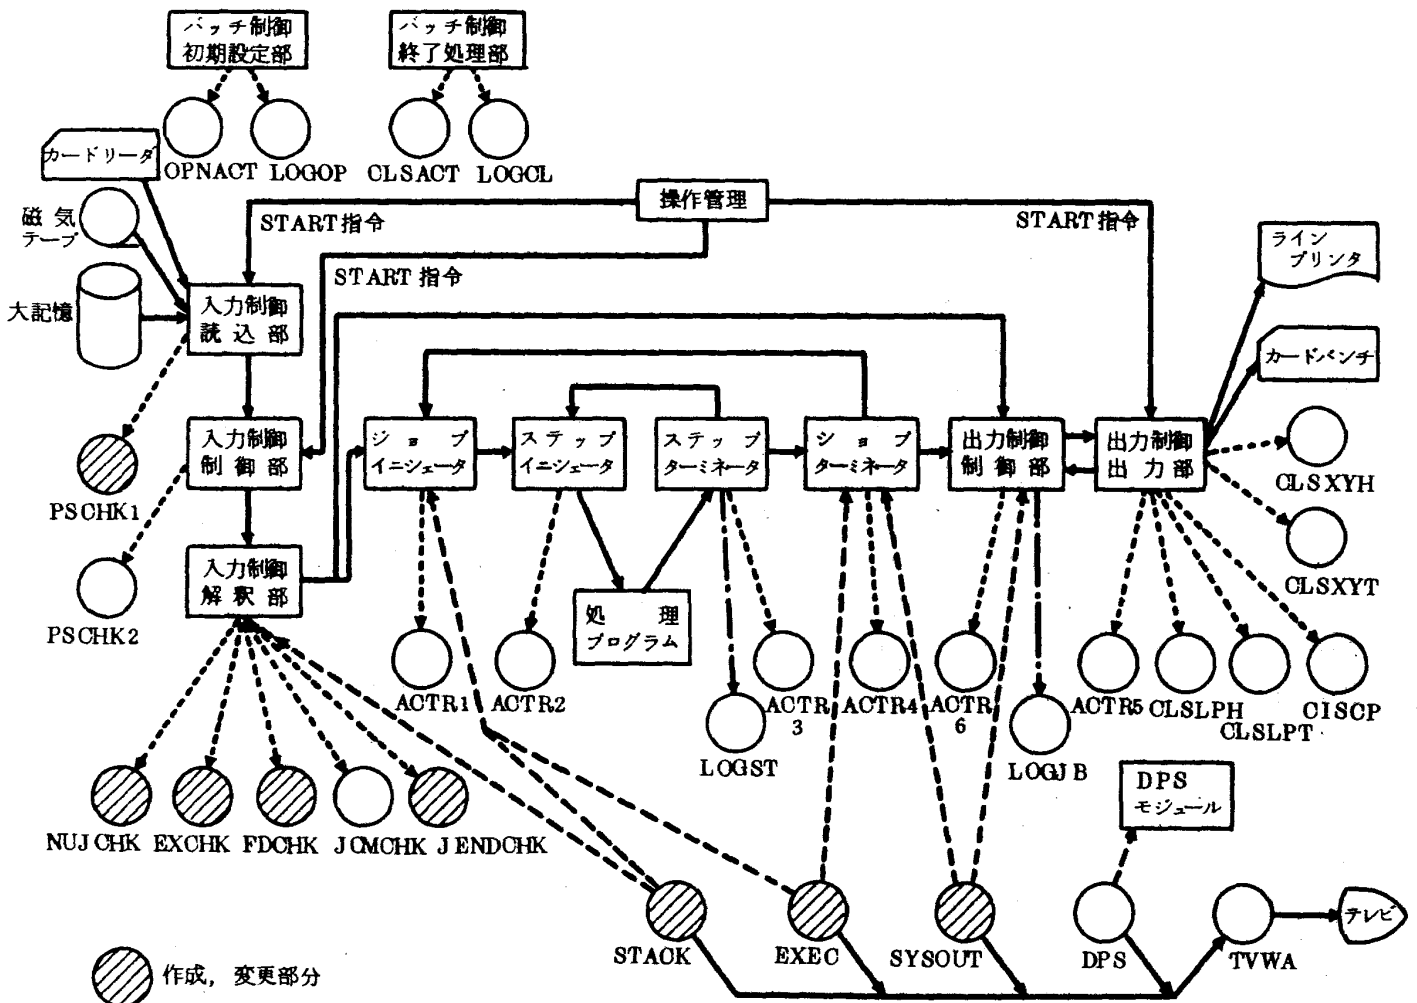 バッチ制御
初期設定部
バッチ制御
終了処理部
カードリーダ
OPNACT
LOGOP
CLSACT
LOGCL
操作管理
磁気
テープ
START指令
START指令
START指令
ライン
プリンタ
大記憶
入力制御
読込部
カードパンチ
入力制御
制御部
ジョブ
イニシェータ
ステップ
イニシェータ
ステップ
ターミネータ
ジョブ
ターミネータ
出力制御
制御部
出力制御
出力部
CLSXYH
PSCHK1
CLSXYT
入力制御
解釈部
処理
プログラム
PSCHK2
ACTR1
ACTR2
ACTR
3
ACTR4
ACTR
6
ACTR5
CLSLPH
CLSLPT
CISCP
LOGST
LOGJB
DPS
モジュール
NUJCHK
EXCHK
FDCHK
JCMCHK
JENDCHK
テレビ
STACK
EXEC
SYSOUT
DPS
TVWA
作成，変更部分